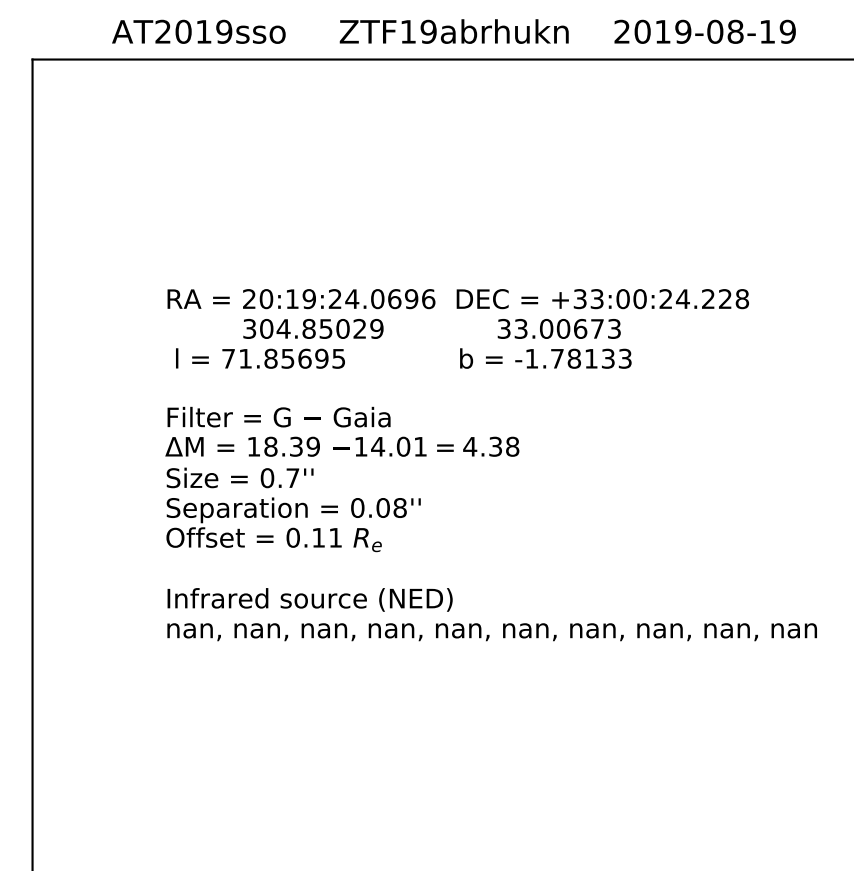 AT2019sso ZTF19abrhukn 2019-08-19
RA = 20:19:24.0696 DEC = +33:00:24.228
304.85029 33.00673
l = 71.85695 b = -1.78133
Filter = G − Gaia
ΔM = 18.39 −14.01 = 4.38
Size = 0.7''
Separation = 0.08''
Offset = 0.11 Re
Infrared source (NED)
nan, nan, nan, nan, nan, nan, nan, nan, nan, nan